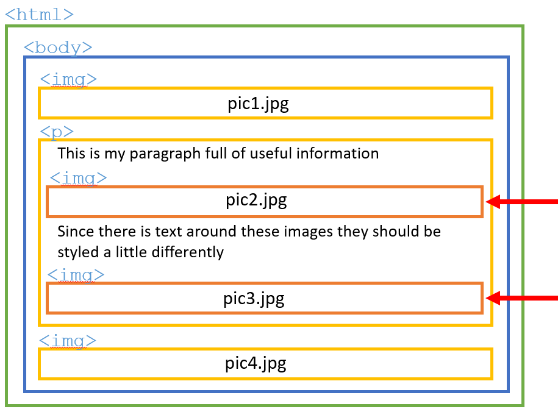 <html>
<body>
<img>
pic1.jpg
<p>
This is my paragraph full of useful information
<img>
pic2.jpg
Since there is text around these images they should be
styled a little differently
<img>
pic3.jpg
<img>
pic4.jpg